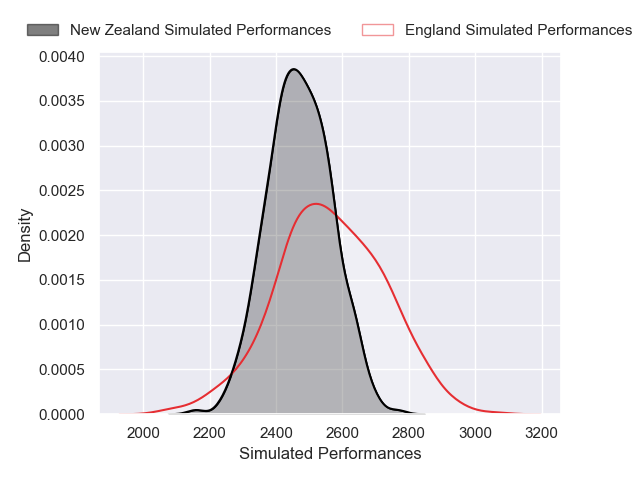 New Zealand Simulated Performances
England Simulated Performances
0.0040
0.0035
0.0030
0.0025
0.0020
0.0015
0.0010
0.0005
0.0000
Density
2000 2200 2400 2600 2800 3000 3200
Simulated Performances